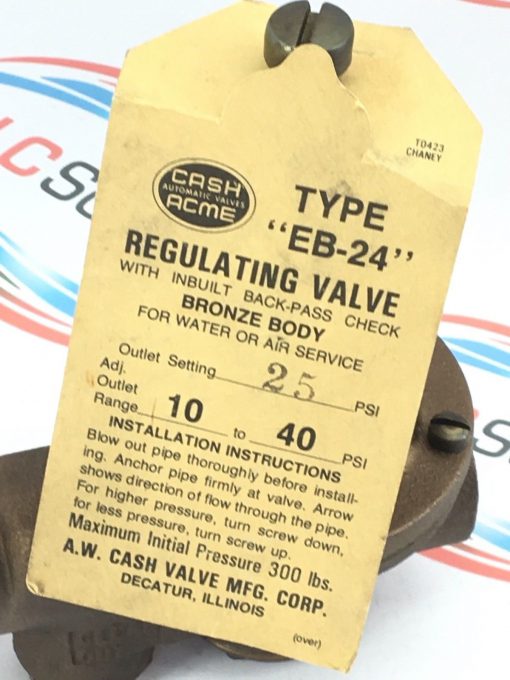 TO423
CHANEY
CASH
AUTOMATIC VALVES
ACME
TYPE
"EB-24"
REGULATING VALVE
WITH INBUILT BACK-PASS CHECK
BRONZE BODY
FOR WATER OR AIR SERVICE
Outlet Setting 25 PSI
Adj.
Outlet
Range 10 to 40 PSI
INSTALLATION INSTRUCTIONS
Blow out pipe thoroughly before install-
ing. Anchor pipe firmly at valve. Arrow
shows direction of flow through the pipe.
For higher pressure, turn screw down,
for less pressure, turn screw up.
Maximum Initial Pressure 300 lbs.
A.W. CASH VALVE MFG. CORP.
DECATUR, ILLINOIS
(over)